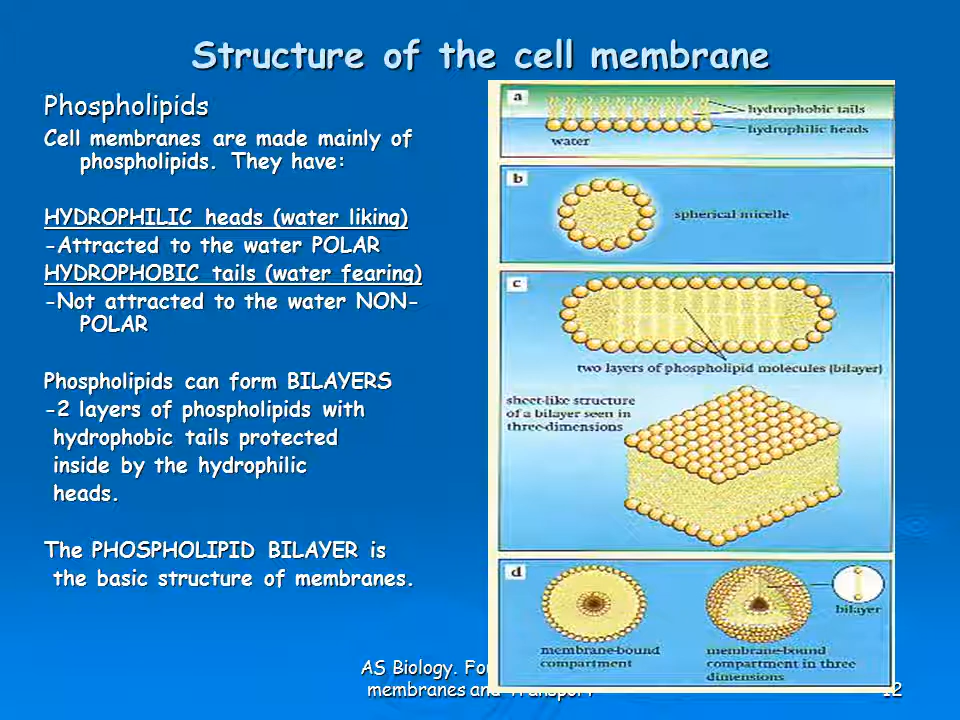 Structure of the cell membrane
Phospholipids
Cell membranes are made mainly of
phospholipids. They have:
HYDROPHILIC heads (water liking)
-Attracted to the water POLAR
HYDROPHOBIC tails (water fearing)
-Not attracted to the water NON-
POLAR
Phospholipids can form BILAYERS
-2 layers of phospholipids with
hydrophobic tails protected
inside by the hydrophilic
heads.
The PHOSPHOLIPID BILAYER is
the basic structure of membranes.
a
hydrophobic tails
hydrophilic heads
water
b
spherical micelle
c
two layers of phospholipid molecules (bilayer)
sheet-like structure
of a bilayer seen in
three-dimensions
d
bilayer
membrane-bound
compartment
membrane-bound
compartment in three
dimensions
AS Biology.
membranes and Transport
12